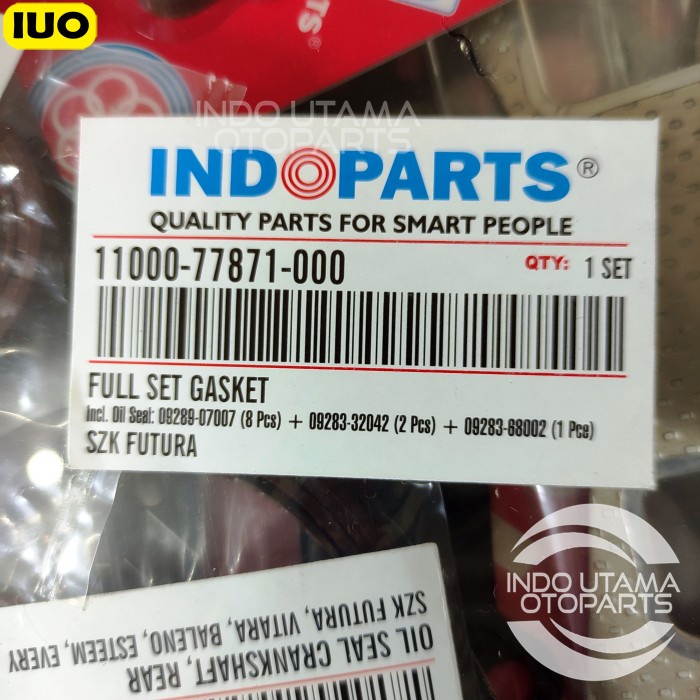 IUO
TS®
INDO UTAMA
OTOPARTS
INDOPARTS®
QUALITY PARTS FOR SMART PEOPLE
11000-77871-000
QTY: 1 SET
FULL SET GASKET
Incl. Oil Seal: 09289-07007 (8 Pcs) + 09283-32042 (2 Pcs) + 09283-68002 (1 Pce)
SZK FUTURA
INDO UTAMA
OTOPARTS
OIL SEAL CRANKSHAFT, REAR
SZK FUTURA, VITARA, BALENO, ESTEEM, EVERY